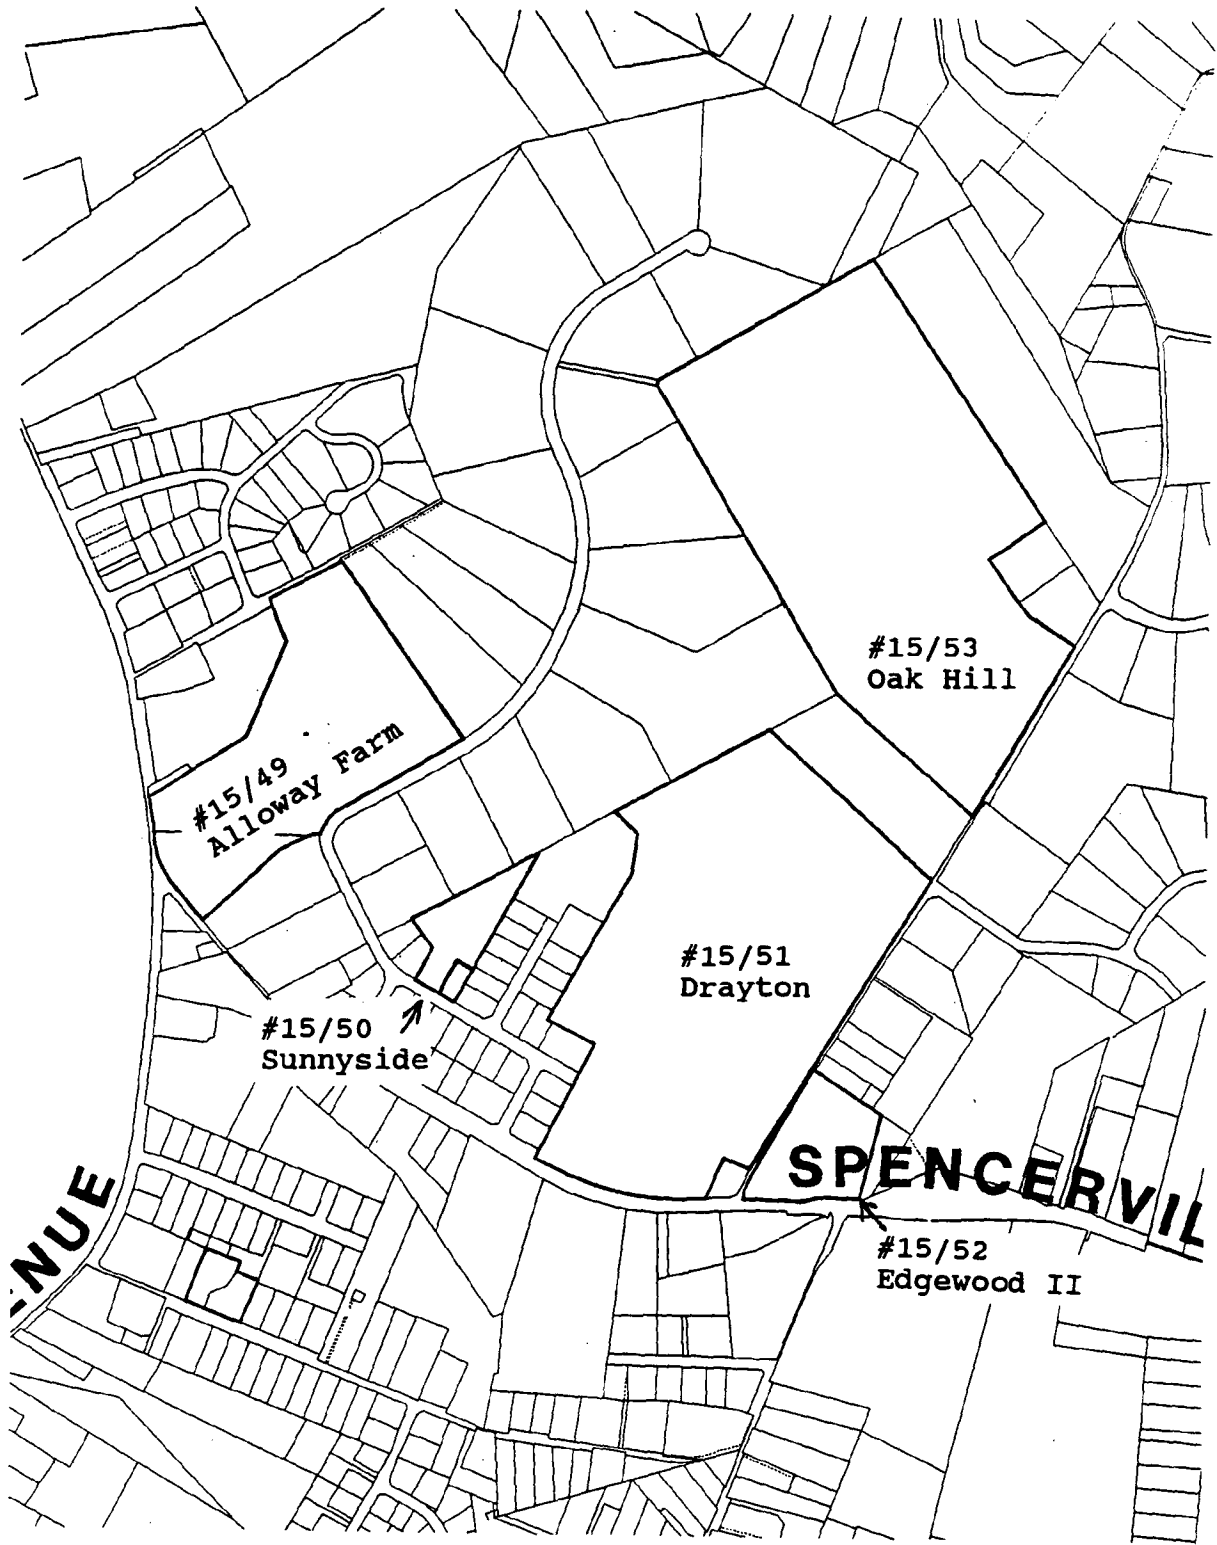 #15/53
Oak Hill
#15/49
Alloway Farm
#15/51
Drayton
#15/50
Sunnyside
SPENCERVIL
ENUE
#15/52
Edgewood II